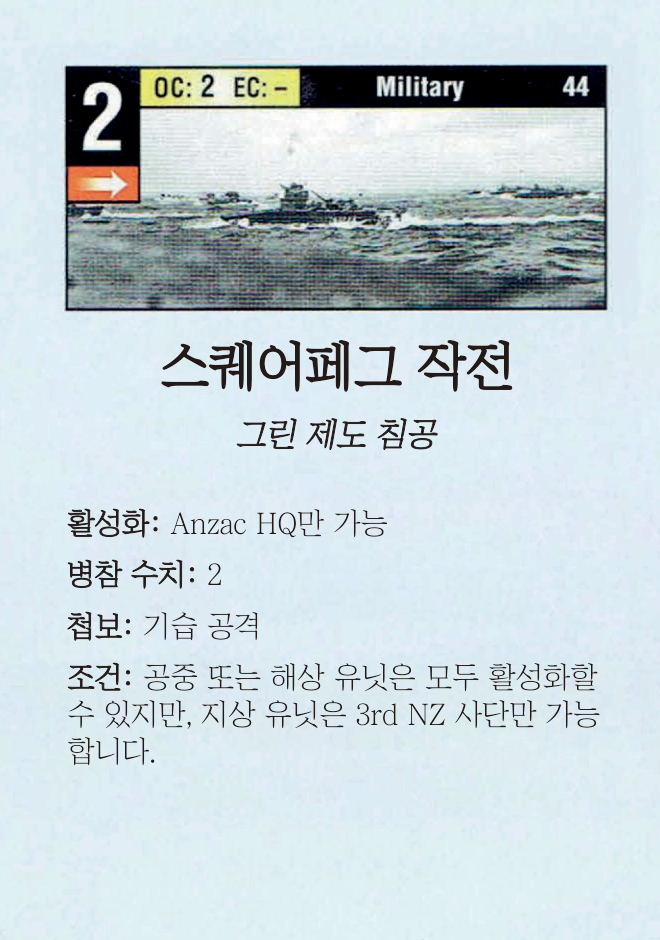 2
OC: 2 EC: – Military 44
스퀘어페그 작전
그린 제도 침공
활성화: Anzac HQ만 가능
병참 수치: 2
첩보: 기습 공격
조건: 공중 또는 해상 유닛은 모두 활성화할
수 있지만, 지상 유닛은 3rd NZ 사단만 가능
합니다.